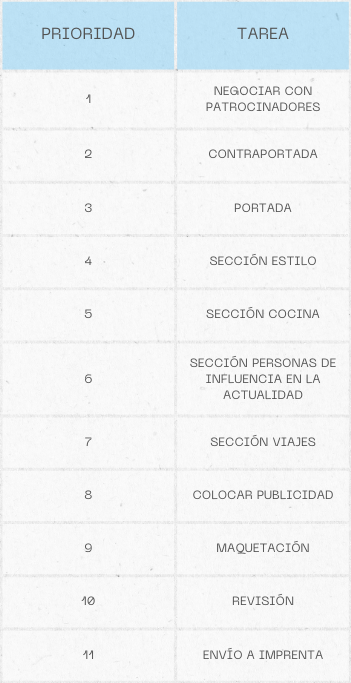 PRIORIDAD TAREA
1 NEGOCIAR CON
PATROCINADORES
2 CONTRAPORTADA
3 PORTADA
4 SECCIÓN ESTILO
5 SECCIÓN COCINA
6 SECCIÓN PERSONAS DE
INFLUENCIA EN LA
ACTUALIDAD
7 SECCIÓN VIAJES
8 COLOCAR PUBLICIDAD
9 MAQUETACIÓN
10 REVISIÓN
11 ENVÍO A IMPRENTA